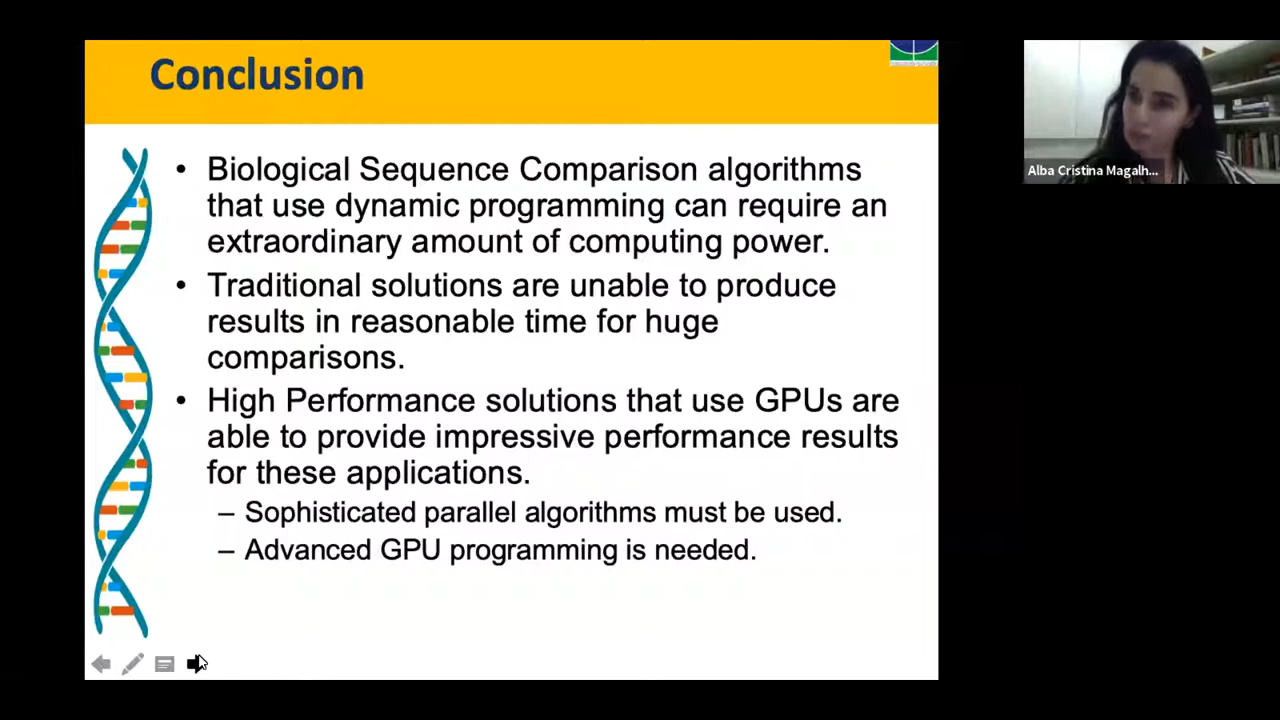 Conclusion
• Biological Sequence Comparison algorithms
that use dynamic programming can require an
extraordinary amount of computing power.
• Traditional solutions are unable to produce
results in reasonable time for huge
comparisons.
• High Performance solutions that use GPUs are
able to provide impressive performance results
for these applications.
– Sophisticated parallel algorithms must be used.
– Advanced GPU programming is needed.
Alba Cristina Magalh...